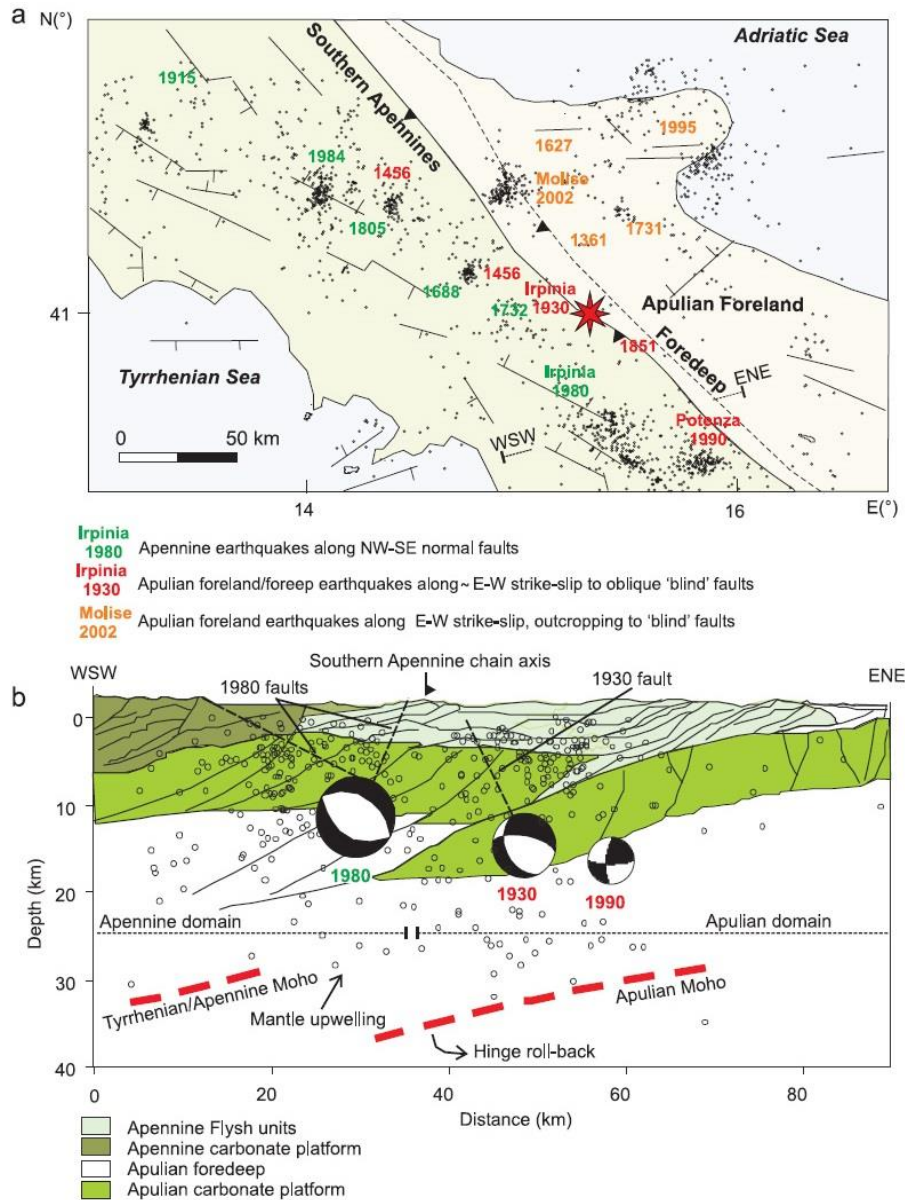 a
N(°)
Adriatic Sea
Southern Apennines
1915
1995
1627
1984
1456
Molise
2002
1805
1731
1361
1456
1688
Irpinia
1930
1732
Apulian Foreland
41
1851
Foredeep
Tyrrhenian Sea
Irpinia
1980
ENE
0 50 km
WSW
Potenza
1990
14
16
E(°)
Irpinia
1980
Apennine earthquakes along NW-SE normal faults
Irpinia
1930
Apulian foreland/foreep earthquakes along~ E-W strike-slip to oblique 'blind' faults
Molise
2002
Apulian foreland earthquakes along E-W strike-slip, outcropping to 'blind' faults
WSW
Southern Apennine chain axis
ENE
b
1980 faults
1930 fault
0
10
20
30
40
Depth (km)
1980
1930
1990
Apennine domain
Apulian domain
Tyrrhenian/Apennine Moho
Mantle upwelling
Apulian Moho
Hinge roll-back
0 20 40 60 80
Distance (km)
Apennine Flysh units
Apennine carbonate platform
Apulian foredeep
Apulian carbonate platform